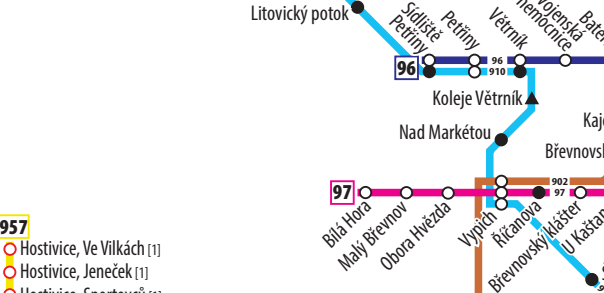 Litovický potok
Sídliště
Petřiny
Petřiny
Větrník
Vojenská
nemocnice
96
96
910
Koleje Větrník
Nad Markétou
902
97
97
Bílá Hora
Malý Břevnov
Obora Hvězda
Vypich
Říčanova
Břevnovský klášter
957
Hostivice, Ve Vilkách [1]
Hostivice, Jeneček [1]